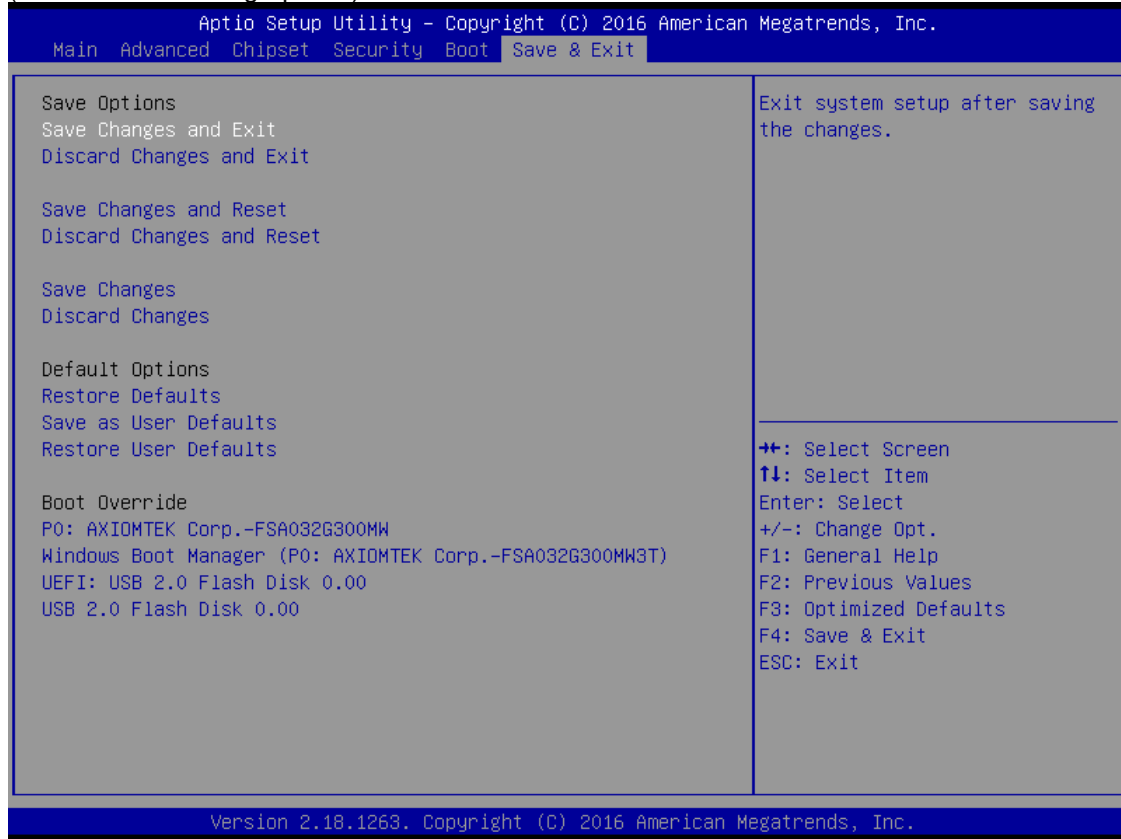 Aptio Setup Utility – Copyright (C) 2016 American Megatrends, Inc.
Main Advanced Chipset Security Boot Save & Exit
Save Options
Save Changes and Exit
Discard Changes and Exit
Save Changes and Reset
Discard Changes and Reset
Save Changes
Discard Changes
Default Options
Restore Defaults
Save as User Defaults
Restore User Defaults
Boot Override
P0: AXIOMTEK Corp.-FSA032G300MW
Windows Boot Manager (P0: AXIOMTEK Corp.-FSA032G300MW3T)
UEFI: USB 2.0 Flash Disk 0.00
USB 2.0 Flash Disk 0.00
Exit system setup after saving
the changes.
→←: Select Screen
↑↓: Select Item
Enter: Select
+/-: Change Opt.
F1: General Help
F2: Previous Values
F3: Optimized Defaults
F4: Save & Exit
ESC: Exit
Version 2.18.1263. Copyright (C) 2016 American Megatrends, Inc.